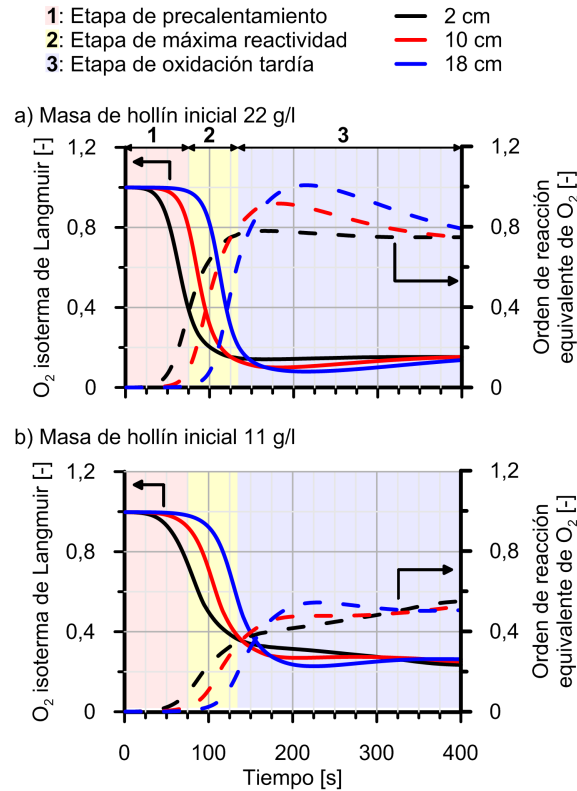 1: Etapa de precalentamiento
2 cm
2: Etapa de máxima reactividad
10 cm
3: Etapa de oxidación tardía
18 cm
a) Masa de hollín inicial 22 g/l
1 2 3
O2 isoterma de Langmuir [-]
1,2
0,8
0,4
0
1,2
0,8
0,4
0
Orden de reacción
equivalente de O2 [-]
b) Masa de hollín inicial 11 g/l
O2 isoterma de Langmuir [-]
1,2
0,8
0,4
0
1,2
0,8
0,4
0
Orden de reacción
equivalente de O2 [-]
0 100 200 300 400
Tiempo [s]